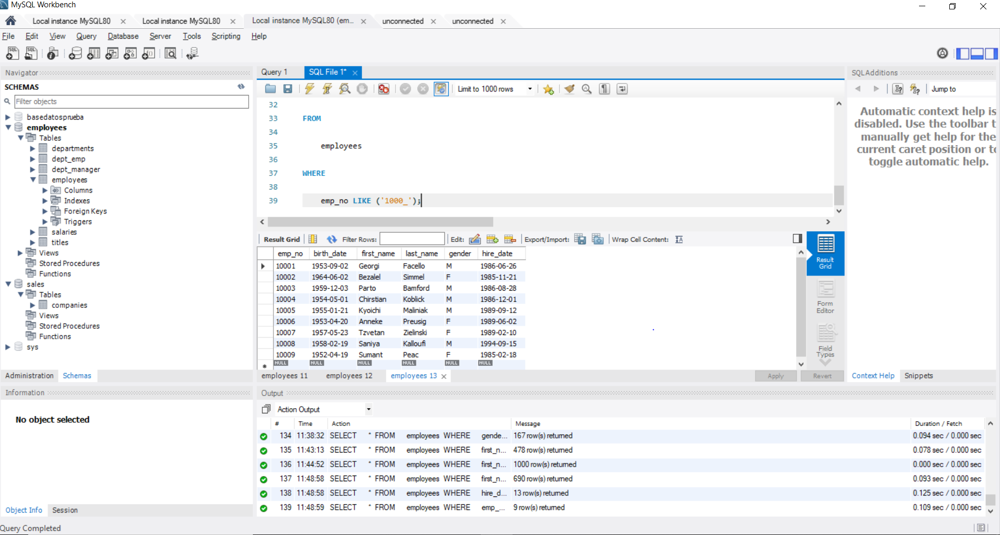 MySQL Workbench
Local instance MySQL80 Local instance MySQL80 Local instance MySQL80 (em... unconnected unconnected
File Edit View Query Database Server Tools Scripting Help
Navigator
SCHEMAS
Filter objects
basedatosprueba
employees
Tables
departments
dept_emp
dept_manager
employees
Columns
Indexes
Foreign Keys
Triggers
salaries
titles
Views
Stored Procedures
Functions
sales
Tables
companies
Views
Stored Procedures
Functions
sys
Administration Schemas
Information
No object selected
Object Info Session
Query Completed
Query 1 SQL File 1*
Limit to 1000 rows
32
33 FROM
34
35 employees
36
37 WHERE
38
39 emp_no LIKE ('1000_');
Result Grid Filter Rows: Edit: Export/Import: Wrap Cell Content:
emp_no birth_date first_name last_name gender hire_date
10001 1953-09-02 Georgi Facello M 1986-06-26
10002 1964-06-02 Bezalel Simmel F 1985-11-21
10003 1959-12-03 Parto Bamford M 1986-08-28
10004 1954-05-01 Chirstian Koblick M 1986-12-01
10005 1955-01-21 Kyoichi Maliniak M 1989-09-12
10006 1953-04-20 Anneke Preusig F 1989-06-02
10007 1957-05-23 Tzvetan Zielinski F 1989-02-10
10008 1958-02-19 Saniya Kalloufi M 1994-09-15
10009 1952-04-19 Sumant Peac F 1985-02-18
NULL NULL NULL NULL NULL NULL
Result
Grid
Form
Editor
Field
Types
employees 11 employees 12 employees 13 Apply Revert
SQLAdditions
Jump to
Automatic context help is
disabled. Use the toolbar t
manually get help for the
current caret position or to
toggle automatic help.
Context Help Snippets
Output
Action Output
# Time Action Message Duration / Fetch
134 11:38:32 SELECT * FROM employees WHERE gende... 167 row(s) returned 0.094 sec / 0.000 sec
135 11:43:13 SELECT * FROM employees WHERE first_n... 478 row(s) returned 0.078 sec / 0.000 sec
136 11:44:52 SELECT * FROM employees WHERE first_n... 1000 row(s) returned 0.000 sec / 0.000 sec
137 11:48:58 SELECT * FROM employees WHERE first_n... 690 row(s) returned 0.093 sec / 0.000 sec
138 11:48:58 SELECT * FROM employees WHERE hire_d... 13 row(s) returned 0.125 sec / 0.000 sec
139 11:48:59 SELECT * FROM employees WHERE emp_... 9 row(s) returned 0.109 sec / 0.000 sec